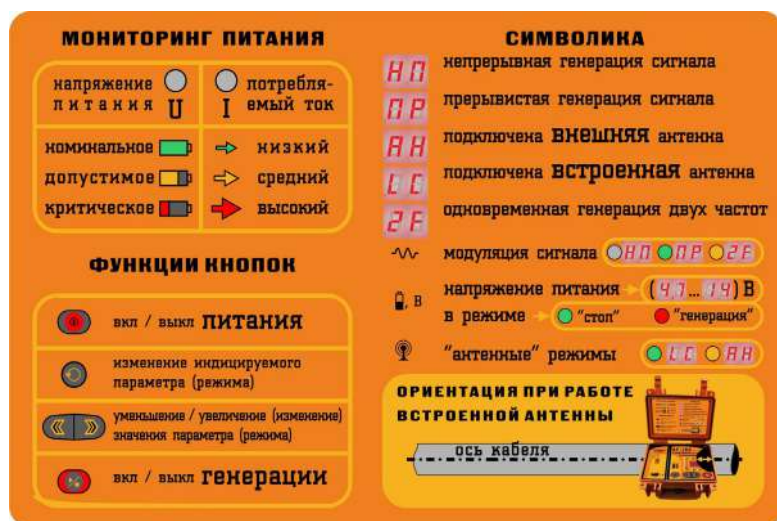 МОНИТОРИНГ ПИТАНИЯ
напряжение питания U
I потребля-
емый ток
номинальное
низкий
допустимое
средний
критическое
высокий
ФУНКЦИИ КНОПОК
вкл / выкл ПИТАНИЯ
изменение индицируемого
параметра (режима)
уменьшение / увеличение (изменение)
значения параметра (режима)
вкл / выкл ГЕНЕРАЦИИ
СИМВОЛИКА
НП непрерывная генерация сигнала
ПР прерывистая генерация сигнала
АН подключена ВНЕШНЯЯ антенна
LC подключена ВСТРОЕННАЯ антенна
2F одновременная генерация двух частот
модуляция сигнала НП ПР 2F
, В напряжение питания (4,7...14) В
в режиме "стоп" "генерация"
"антенные" режимы LC АН
ОРИЕНТАЦИЯ ПРИ РАБОТЕ
ВСТРОЕННОЙ АНТЕННЫ
ось кабеля